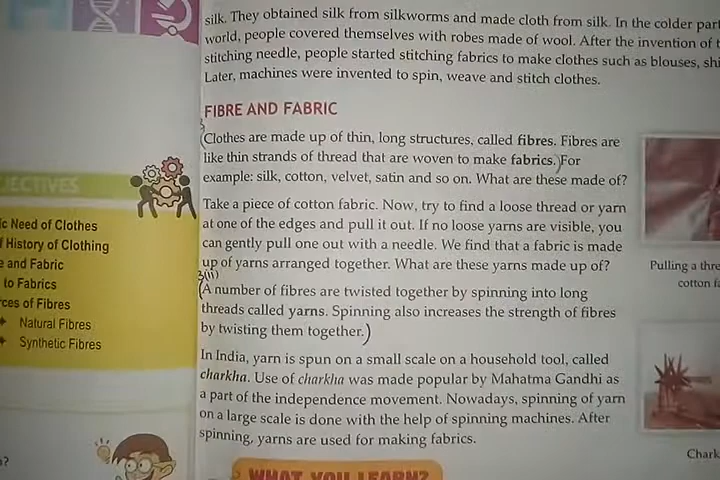 silk. They obtained silk from silkworms and made cloth from silk. In the colder
world, people covered themselves with robes made of wool. After the invention of
stitching needle, people started stitching fabrics to make clothes such as blouses,
Later, machines were invented to spin, weave and stitch clothes.
FIBRE AND FABRIC
3
(Clothes are made up of thin, long structures, called fibres. Fibres are
like thin strands of thread that are woven to make fabrics.) For
example: silk, cotton, velvet, satin and so on. What are these made of?
Take a piece of cotton fabric. Now, try to find a loose thread or yarn
at one of the edges and pull it out. If no loose yarns are visible, you
can gently pull one out with a needle. We find that a fabric is made
up of yarns arranged together. What are these yarns made up of?
3(ii)
(A number of fibres are twisted together by spinning into long
threads called yarns. Spinning also increases the strength of fibres
by twisting them together.)
In India, yarn is spun on a small scale on a household tool, called
charkha. Use of charkha was made popular by Mahatma Gandhi as
a part of the independence movement. Nowadays, spinning of yarn
on a large scale is done with the help of spinning machines. After
spinning, yarns are used for making fabrics.
WHAT YOU LEARN?
JECTIVES
ic Need of Clothes
History of Clothing
e and Fabric
to Fabrics
rces of Fibres
Natural Fibres
Synthetic Fibres
Pulling a thre
cotton fa
Chark